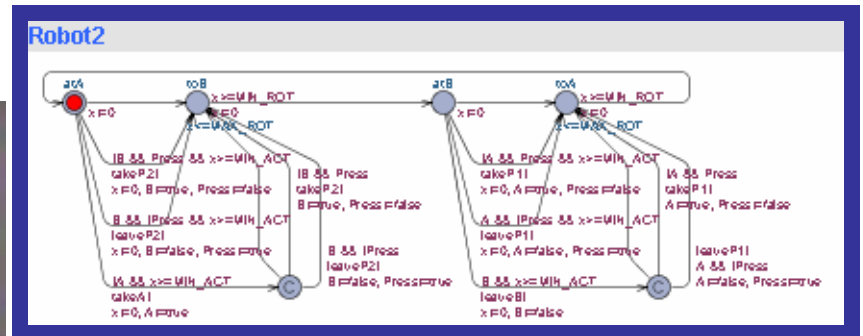 Robot2
atA
toB
atB
toA
x>=MIN_ROT
x>=MIN_ROT
x=0
x=0
x=0
x=0
x<=MAX_ROT
x<=MAX_ROT
!B && Press && x>=MIN_ACT
takeP2!
x=0, B=true, Press=false
!B && Press
takeP2!
B=true, Press=false
B && !Press && x>=MIN_ACT
leaveP2!
x=0, B=false, Press=true
B && !Press
leaveP2!
B=false, Press=true
!A && x>=MIN_ACT
takeA!
x=0, A=true
C
!A && Press && x>=MIN_ACT
takeP1!
x=0, A=true, Press=false
!A && Press
takeP1!
A=true, Press=false
A && !Press && x>=MIN_ACT
leaveP1!
x=0, A=false, Press=true
leaveP1!
A && !Press
A=false, Press=true
B && x>=MIN_ACT
leaveB!
x=0, B=false
C